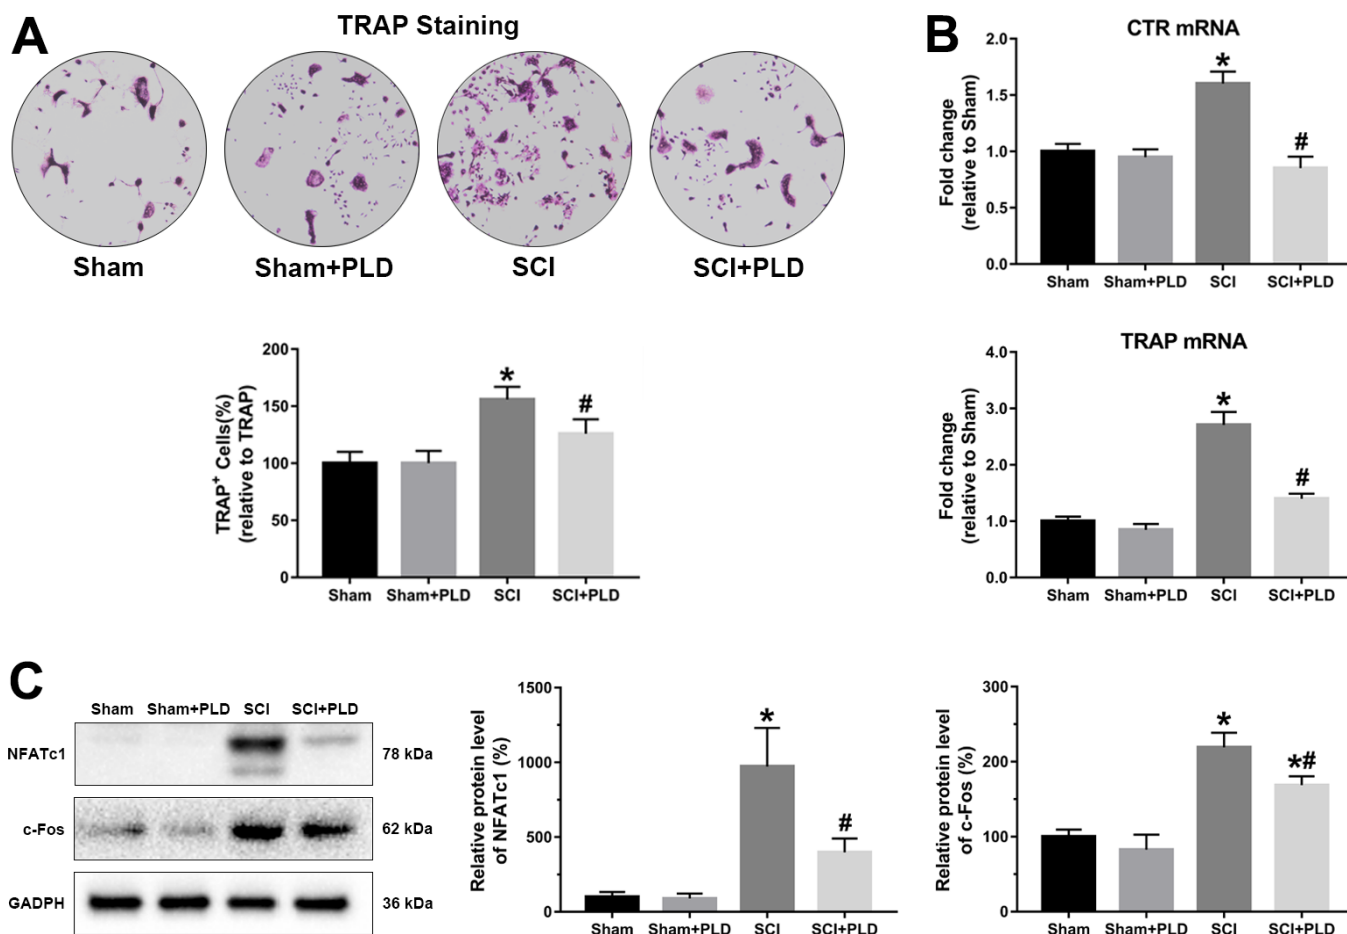 A
TRAP Staining
Sham
Sham+PLD
SCI
SCI+PLD
TRAP+ Cells(%)
(relative to TRAP)
200
150
100
50
0
*
#
Sham
Sham+PLD
SCI
SCI+PLD
B
CTR mRNA
Fold change
(relative to Sham)
2.0
1.5
1.0
0.5
0.0
*
#
Sham
Sham+PLD
SCI
SCI+PLD
TRAP mRNA
Fold change
(relative to Sham)
4.0
3.0
2.0
1.0
0.0
*
#
Sham
Sham+PLD
SCI
SCI+PLD
C
Sham Sham+PLD SCI SCI+PLD
NFATc1 78 kDa
c-Fos 62 kDa
GADPH 36 kDa
Relative protein level
of NFATc1 (%)
1500
1000
500
0
*
#
Sham
Sham+PLD
SCI
SCI+PLD
Relative protein level
of c-Fos (%)
300
200
100
0
*
*#
Sham
Sham+PLD
SCI
SCI+PLD